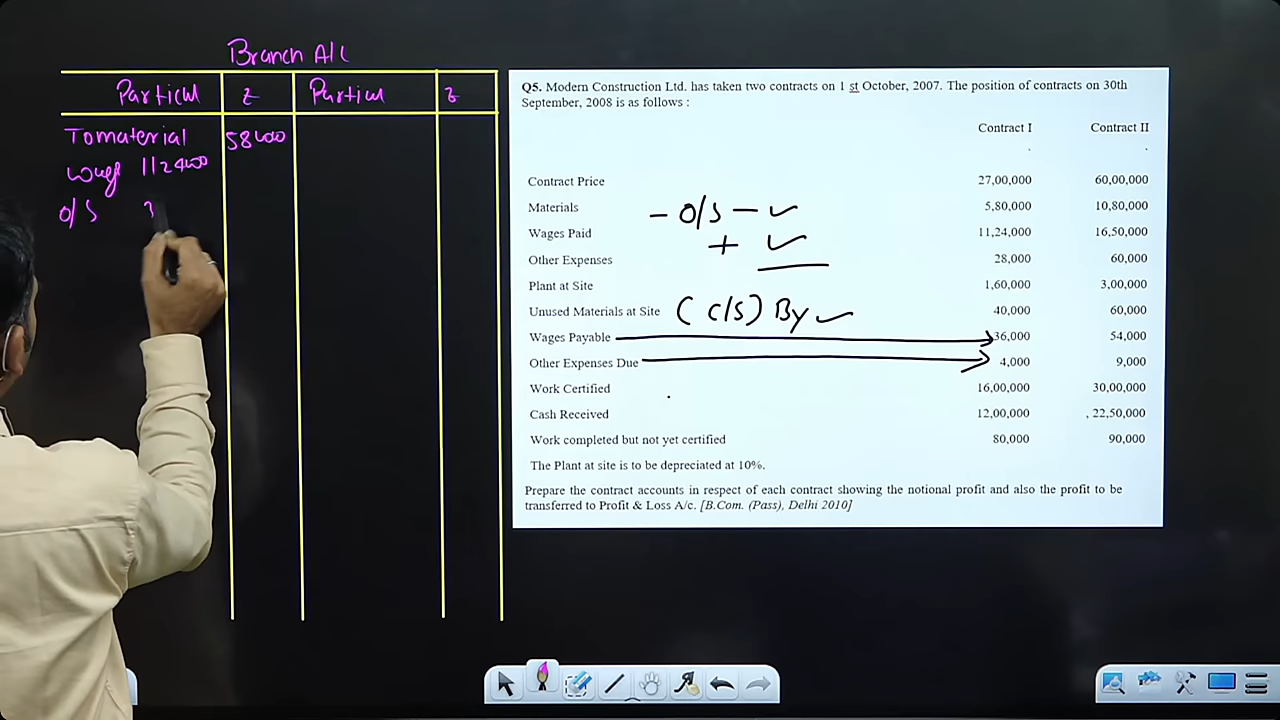 Branch A/C
Particul ₹ Particul ₹
To material 58400
Wages 112400
O/S 3
Q5. Modern Construction Ltd. has taken two contracts on 1 st October, 2007. The position of contracts on 30th
September, 2008 is as follows :
Contract I Contract II
Contract Price 27,00,000 60,00,000
Materials 5,80,000 10,80,000
- O/S - ✓
Wages Paid 11,24,000 16,50,000
+ ✓
Other Expenses 28,000 60,000
Plant at Site 1,60,000 3,00,000
Unused Materials at Site (C/S) By ✓ 40,000 60,000
Wages Payable 36,000 54,000
Other Expenses Due 4,000 9,000
Work Certified 16,00,000 30,00,000
Cash Received 12,00,000 , 22,50,000
Work completed but not yet certified 80,000 90,000
The Plant at site is to be depreciated at 10%.
Prepare the contract accounts in respect of each contract showing the notional profit and also the profit to be
transferred to Profit & Loss A/c. [B.Com. (Pass), Delhi 2010]